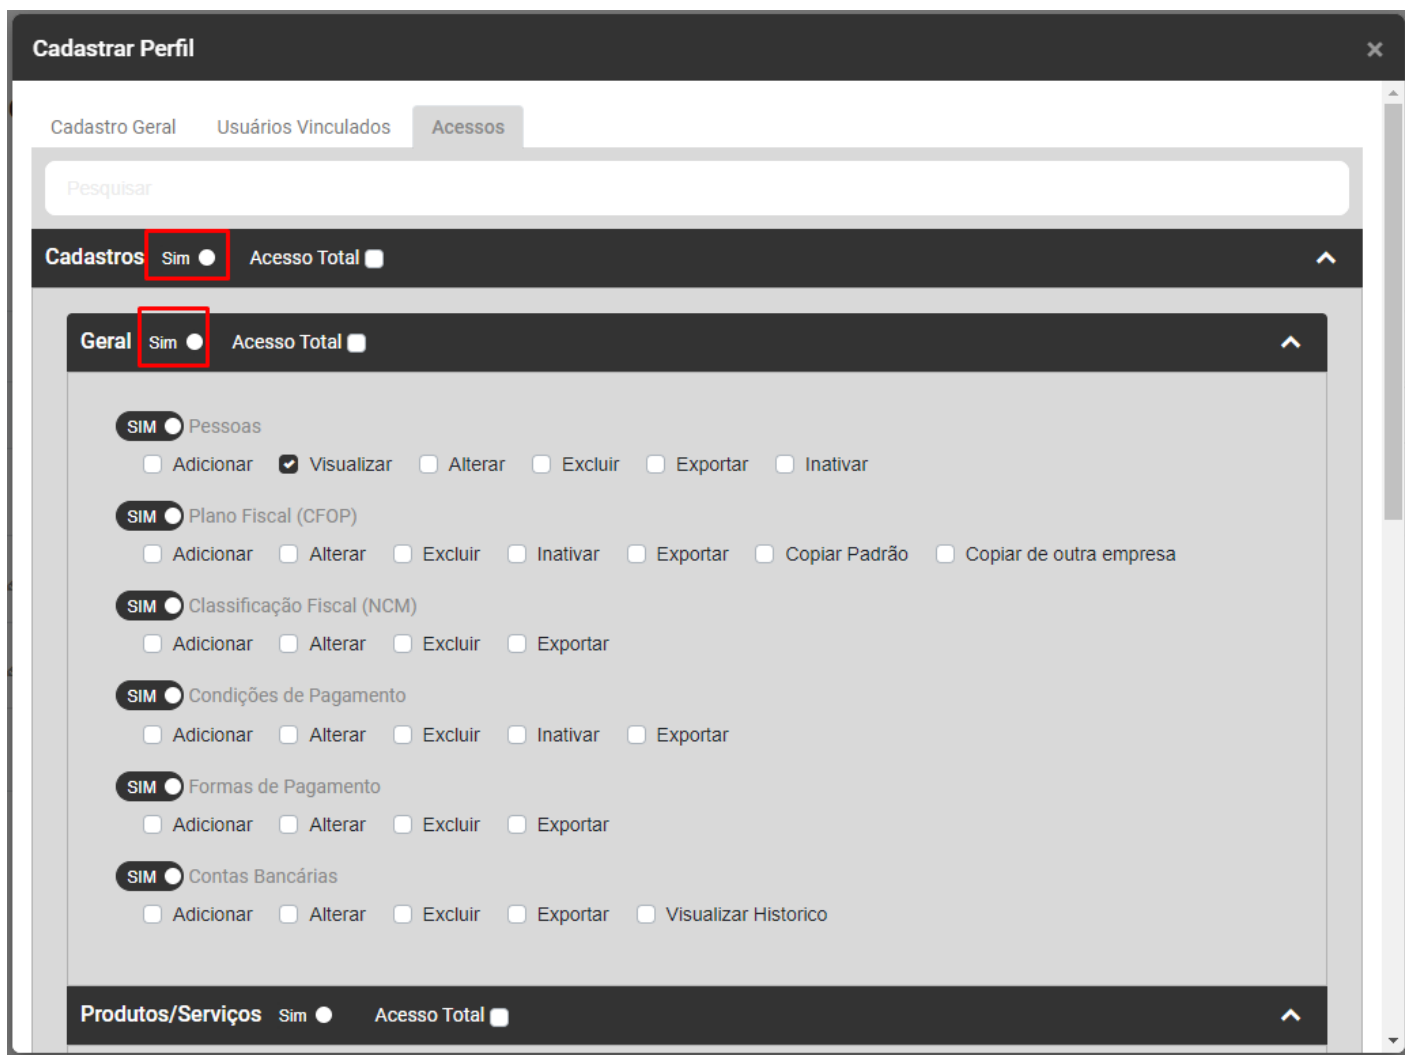 Cadastrar Perfil ×
Cadastro Geral Usuários Vinculados Acessos
Pesquisar
Cadastros Sim Acesso Total
Geral Sim Acesso Total
SIM Pessoas
Adicionar Visualizar Alterar Excluir Exportar Inativar
SIM Plano Fiscal (CFOP)
Adicionar Alterar Excluir Inativar Exportar Copiar Padrão Copiar de outra empresa
SIM Classificação Fiscal (NCM)
Adicionar Alterar Excluir Exportar
SIM Condições de Pagamento
Adicionar Alterar Excluir Inativar Exportar
SIM Formas de Pagamento
Adicionar Alterar Excluir Exportar
SIM Contas Bancárias
Adicionar Alterar Excluir Exportar Visualizar Historico
Produtos/Serviços Sim Acesso Total